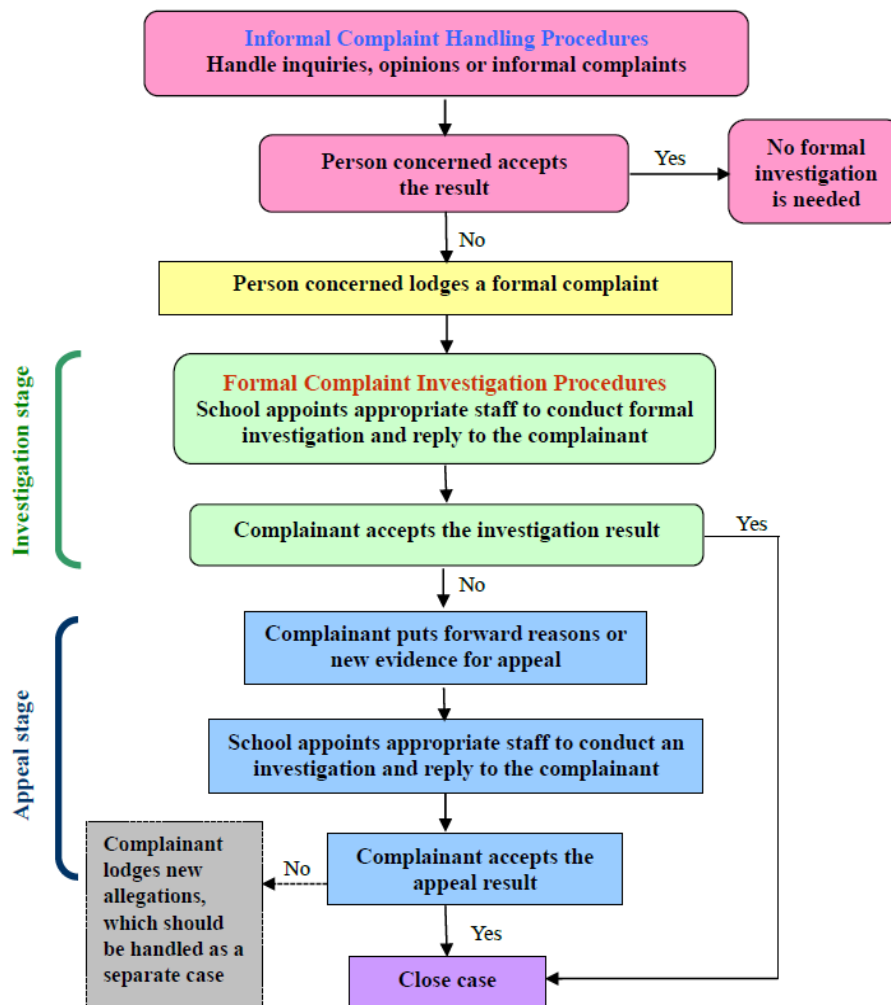 Informal Complaint Handling Procedures
Handle inquiries, opinions or informal complaints
Person concerned accepts
the result
Yes
No formal
investigation
is needed
No
Person concerned lodges a formal complaint
Investigation stage
Formal Complaint Investigation Procedures
School appoints appropriate staff to conduct formal
investigation and reply to the complainant
Complainant accepts the investigation result
Yes
No
Appeal stage
Complainant puts forward reasons or
new evidence for appeal
School appoints appropriate staff to conduct an
investigation and reply to the complainant
Complainant accepts the
appeal result
No
Complainant
lodges new
allegations,
which should
be handled as a
separate case
Yes
Close case